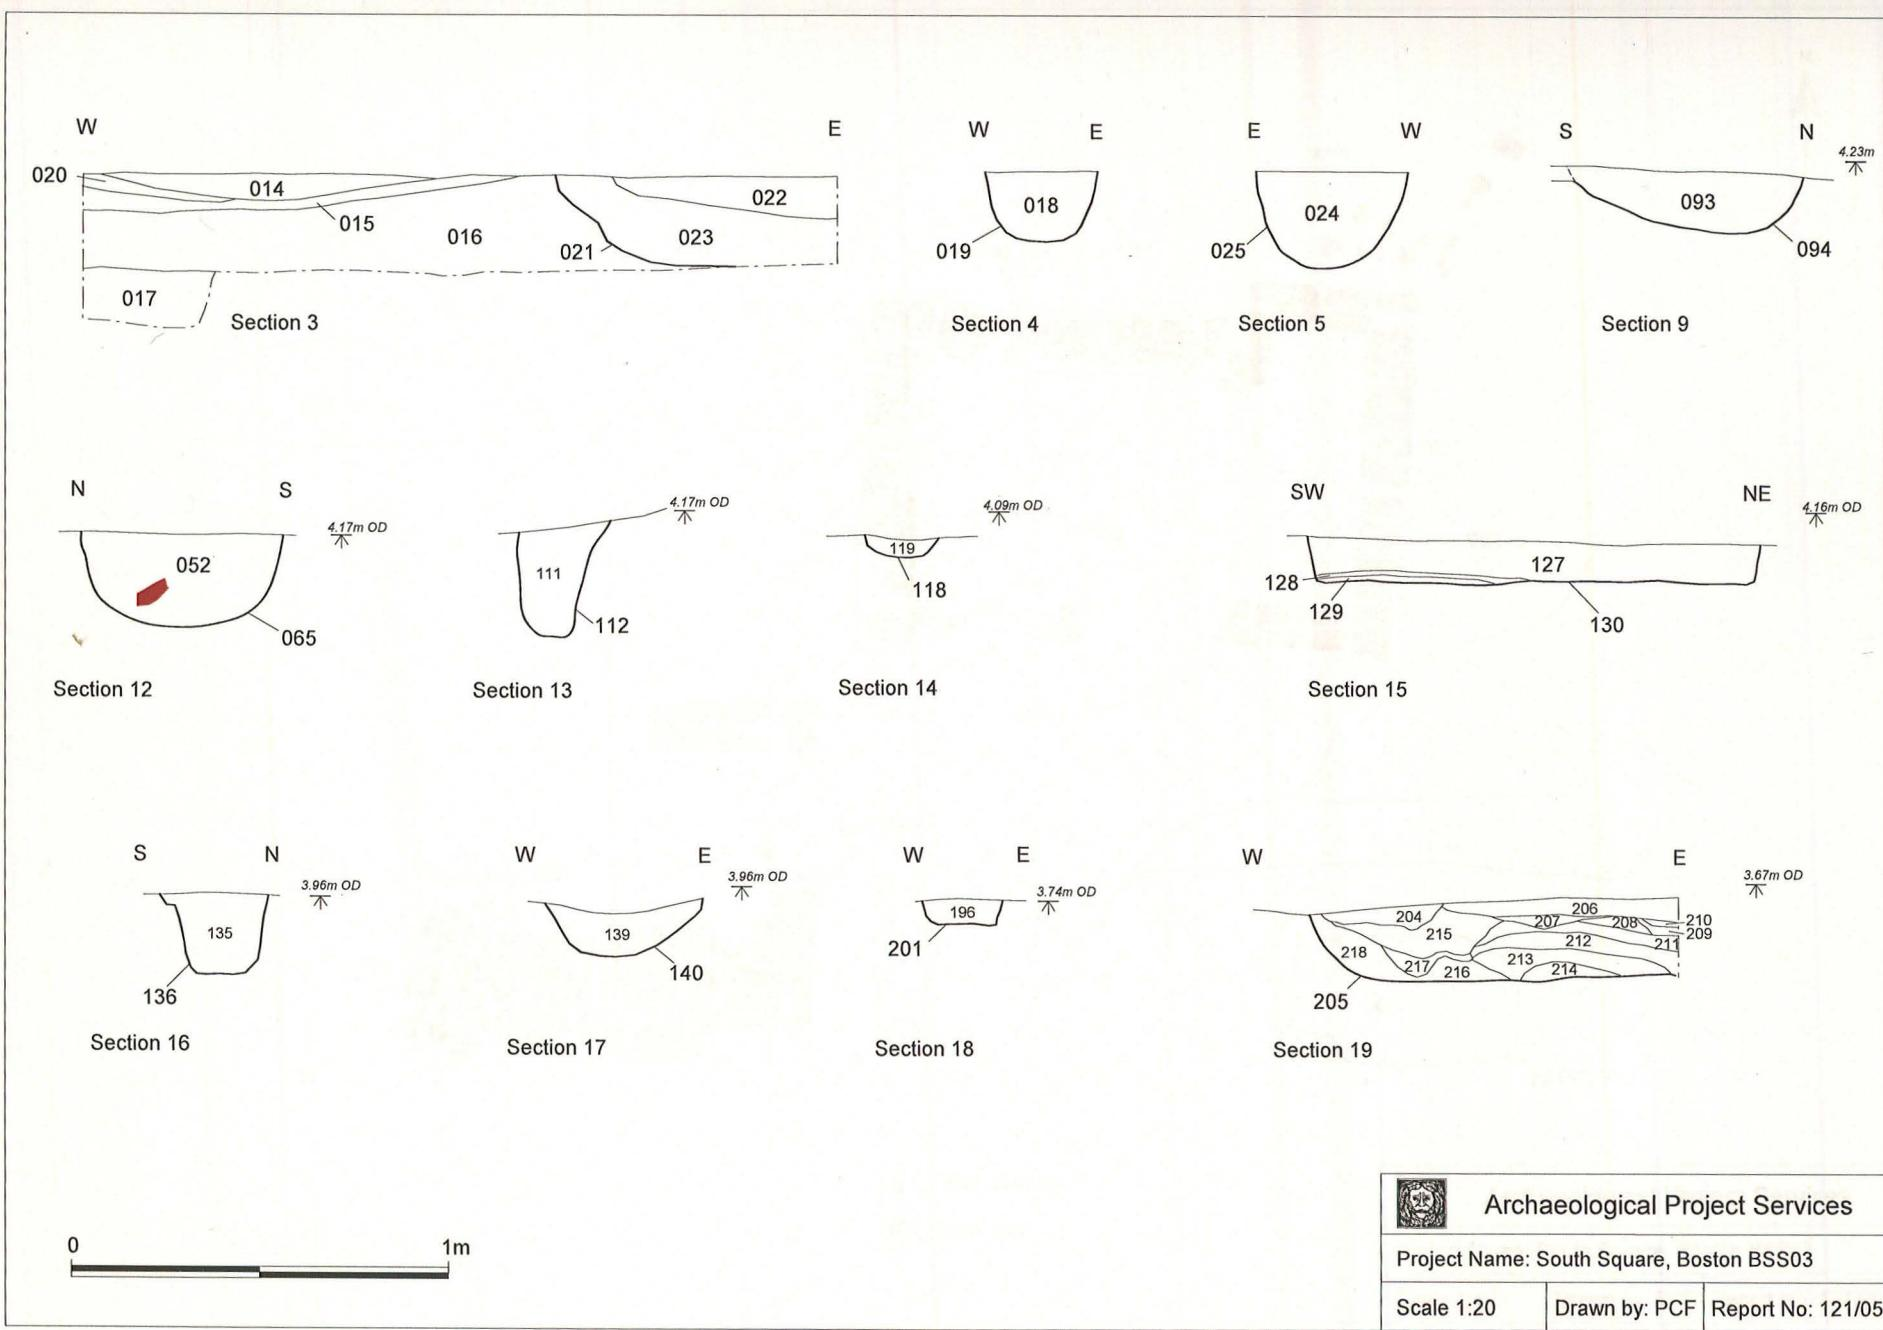 W E
020 014 015 016 017 021 022 023
Section 3
W E
018
019
Section 4
E W
024
025
Section 5
S N
4.23m
093
094
Section 9
N S
4.17m OD
052
065
Section 12
4.17m OD
111
112
Section 13
4.09m OD
119
118
Section 14
SW NE
4.16m OD
127
128
129
130
Section 15
S N
3.96m OD
135
136
Section 16
W E
3.96m OD
139
140
Section 17
W E
3.74m OD
196
201
Section 18
W E
3.67m OD
204 206 207 208 210
215 209
218 212 211
217 216 213 214
205
Section 19
0 1m
Archaeological Project Services
Project Name: South Square, Boston BSS03
Scale 1:20 Drawn by: PCF Report No: 121/05